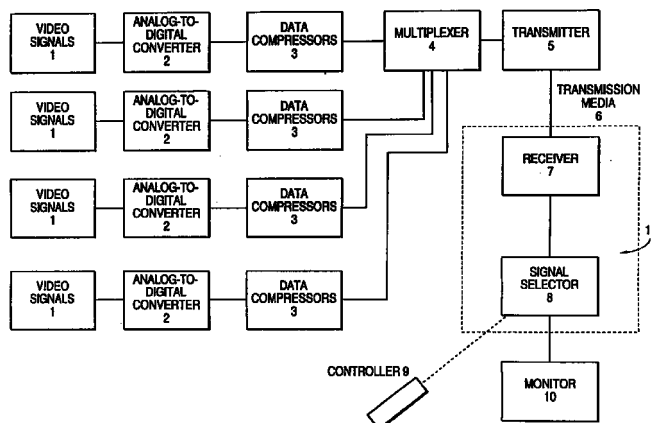 VIDEO
SIGNALS
1
ANALOG-TO-
DIGITAL
CONVERTER
2
DATA
COMPRESSORS
3
MULTIPLEXER
4
TRANSMITTER
5
VIDEO
SIGNALS
1
ANALOG-TO-
DIGITAL
CONVERTER
2
DATA
COMPRESSORS
3
TRANSMISSION
MEDIA
6
RECEIVER
7
VIDEO
SIGNALS
1
ANALOG-TO-
DIGITAL
CONVERTER
2
DATA
COMPRESSORS
3
1
VIDEO
SIGNALS
1
ANALOG-TO-
DIGITAL
CONVERTER
2
DATA
COMPRESSORS
3
SIGNAL
SELECTOR
8
CONTROLLER 9
MONITOR
10